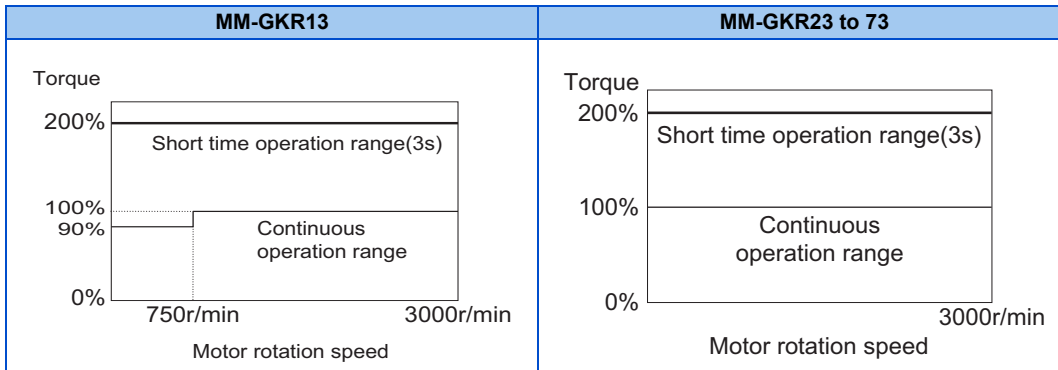 MM-GKR13
MM-GKR23 to 73
Torque
200%
Short time operation range(3s)
100%
90%
Continuous
operation range
0%
750r/min
3000r/min
Motor rotation speed
Torque
200%
Short time operation range(3s)
100%
Continuous
operation range
0%
3000r/min
Motor rotation speed